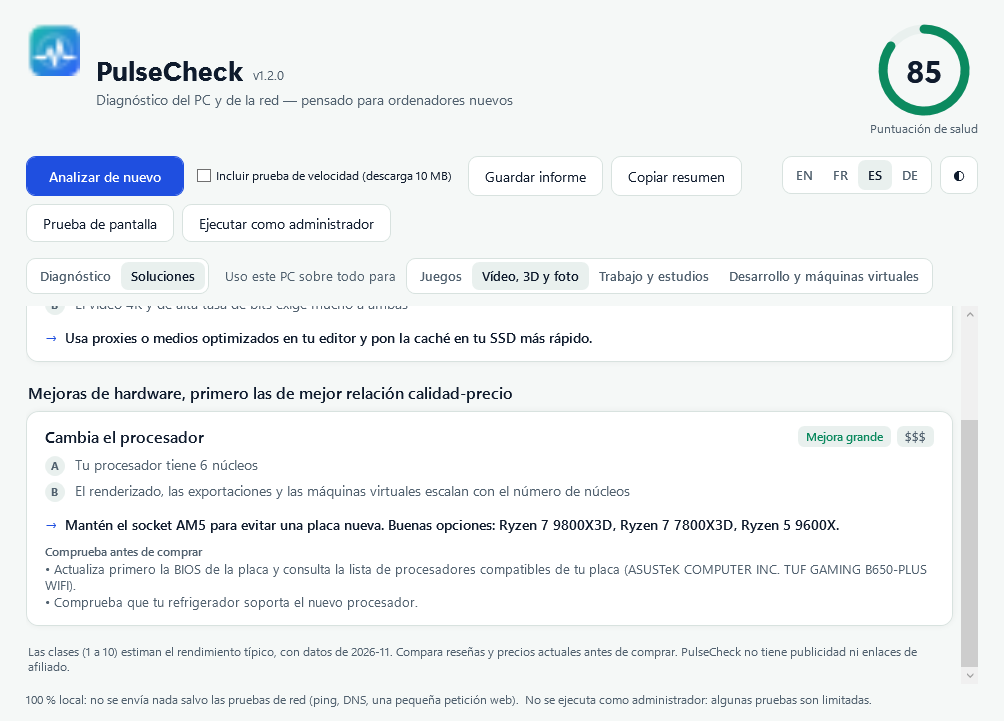 PulseCheck v1.2.0
Diagnóstico del PC y de la red — pensado para ordenadores nuevos
85
Puntuación de salud
Analizar de nuevo
Incluir prueba de velocidad (descarga 10 MB)
Guardar informe
Copiar resumen
EN FR ES DE
Prueba de pantalla
Ejecutar como administrador
Diagnóstico Soluciones
Uso este PC sobre todo para
Juegos Vídeo, 3D y foto Trabajo y estudios Desarrollo y máquinas virtuales
B El vídeo 4K y de alta tasa de bits exige mucho a ambas
→ Usa proxies o medios optimizados en tu editor y pon la caché en tu SSD más rápido.
Mejoras de hardware, primero las de mejor relación calidad-precio
Cambia el procesador
Mejora grande $$$
A Tu procesador tiene 6 núcleos
B El renderizado, las exportaciones y las máquinas virtuales escalan con el número de núcleos
→ Mantén el socket AM5 para evitar una placa nueva. Buenas opciones: Ryzen 7 9800X3D, Ryzen 7 7800X3D, Ryzen 5 9600X.
Comprueba antes de comprar
• Actualiza primero la BIOS de la placa y consulta la lista de procesadores compatibles de tu placa (ASUSTeK COMPUTER INC. TUF GAMING B650-PLUS
WIFI).
• Comprueba que tu refrigerador soporta el nuevo procesador.
Las clases (1 a 10) estiman el rendimiento típico, con datos de 2026-11. Compara reseñas y precios actuales antes de comprar. PulseCheck no tiene publicidad ni enlaces de
afiliado.
100 % local: no se envía nada salvo las pruebas de red (ping, DNS, una pequeña petición web). No se ejecuta como administrador: algunas pruebas son limitadas.